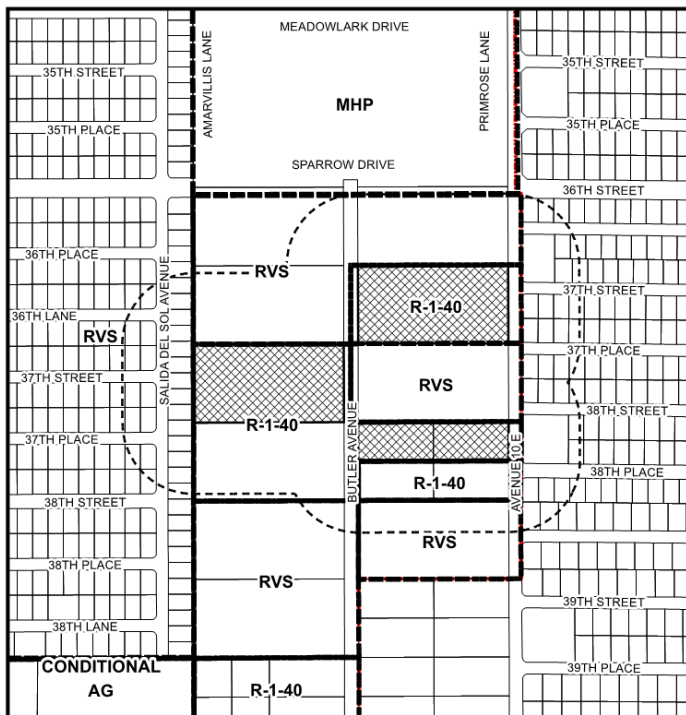 MEADOWLARK DRIVE
35TH STREET
35TH STREET
AMARVILLIS LANE
PRIMROSE LANE
MHP
35TH PLACE
35TH PLACE
SPARROW DRIVE
36TH STREET
36TH PLACE
RVS
37TH STREET
R-1-40
36TH LANE
SALIDA DEL SOL AVENUE
RVS
37TH PLACE
37TH STREET
RVS
38TH STREET
R-1-40
37TH PLACE
BUTLER AVENUE
AVENUE 10 E
38TH PLACE
R-1-40
38TH STREET
RVS
38TH PLACE
RVS
39TH STREET
38TH LANE
CONDITIONAL
AG
R-1-40
39TH PLACE